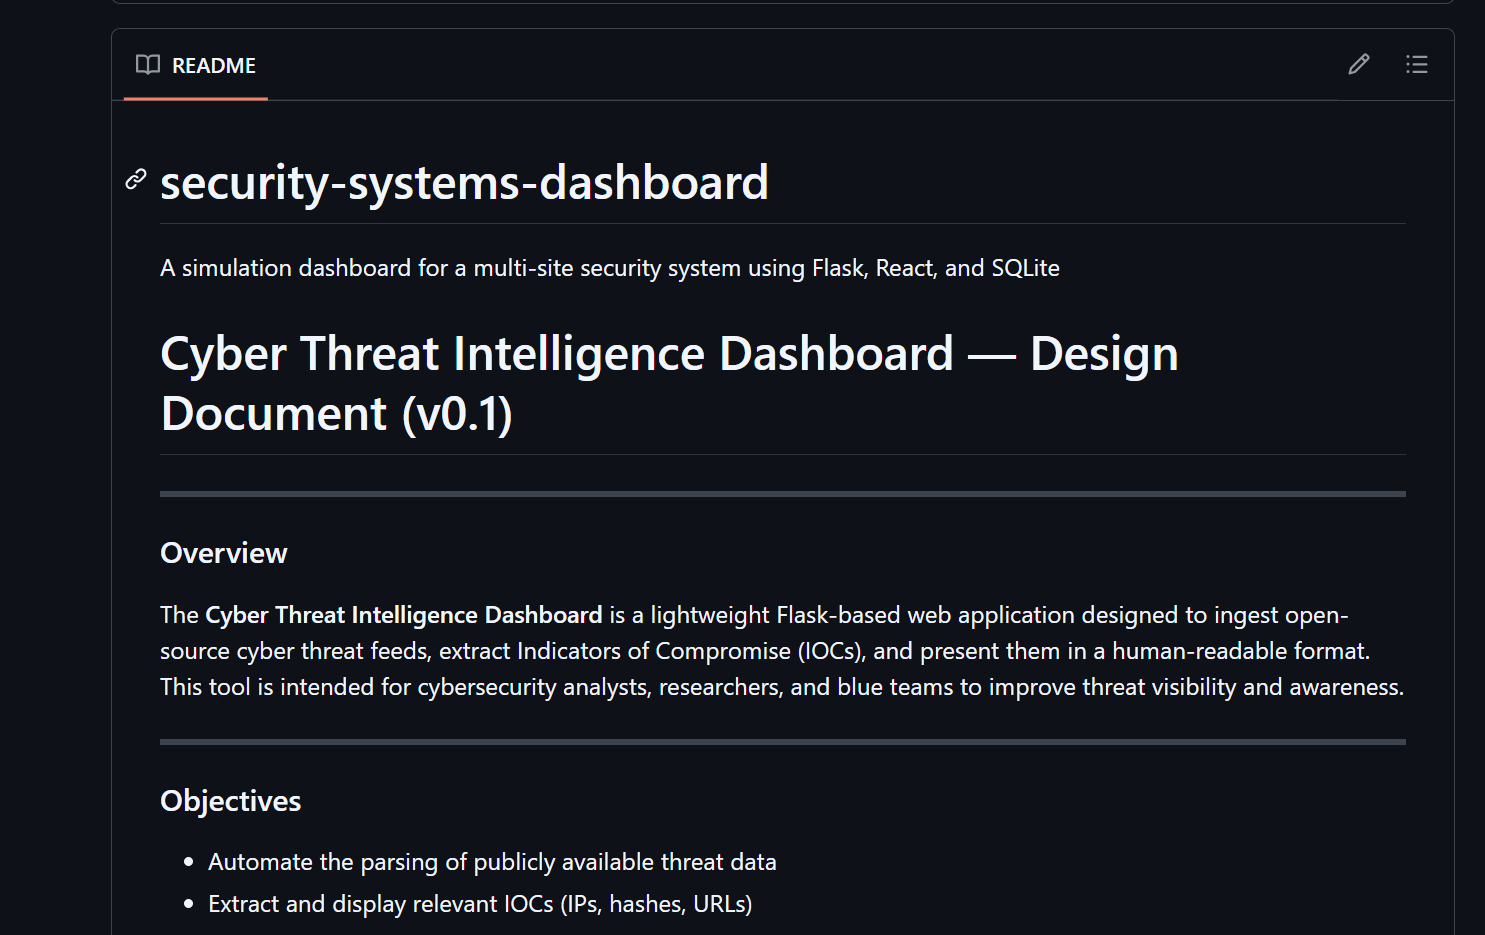 README
security-systems-dashboard
A simulation dashboard for a multi-site security system using Flask, React, and SQLite
Cyber Threat Intelligence Dashboard — Design
Document (v0.1)
Overview
The Cyber Threat Intelligence Dashboard is a lightweight Flask-based web application designed to ingest open-
source cyber threat feeds, extract Indicators of Compromise (IOCs), and present them in a human-readable format.
This tool is intended for cybersecurity analysts, researchers, and blue teams to improve threat visibility and awareness.
Objectives
• Automate the parsing of publicly available threat data
• Extract and display relevant IOCs (IPs, hashes, URLs)